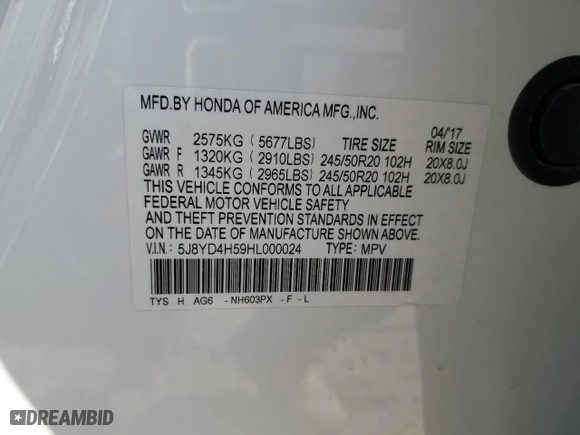 MFD.BY HONDA OF AMERICA MFG.,INC.
04/'17
GVWR 2575KG ( 5677LBS) TIRE SIZE RIM SIZE
GAWR F 1320KG ( 2910LBS) 245/50R20 102H 20X8.0J
GAWR R 1345KG ( 2965LBS) 245/50R20 102H 20X8.0J
THIS VEHICLE CONFORMS TO ALL APPLICABLE
FEDERAL MOTOR VEHICLE SAFETY
AND THEFT PREVENTION STANDARDS IN EFFECT
ON THE DATE OF MANUFACTURE SHOWN ABOVE.
V.I.N.: 5J8YD4H59HL000024 TYPE: MPV
TYS H AG6 - NH603PX - F - L
DREAMBID